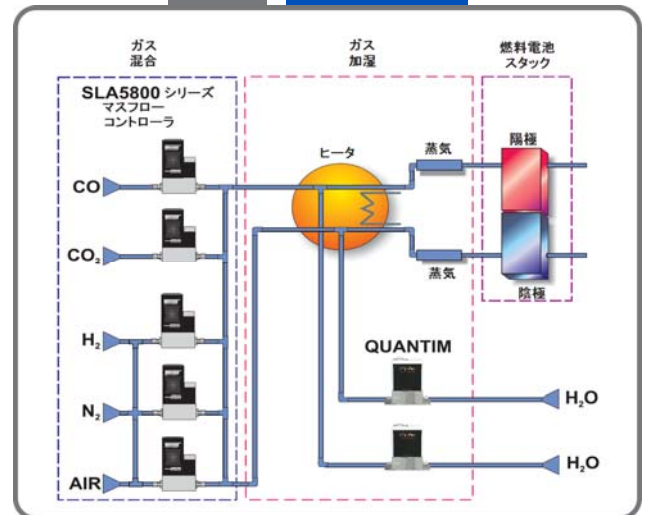 ガス
混合
ガス
加湿
燃料電池
スタック
SLA5800 シリーズ
マスフロー
コントローラ
ヒータ
蒸気
陽極
CO
CO₂
蒸気
陰極
H₂
QUANTIM
N₂
H₂O
H₂O
AIR